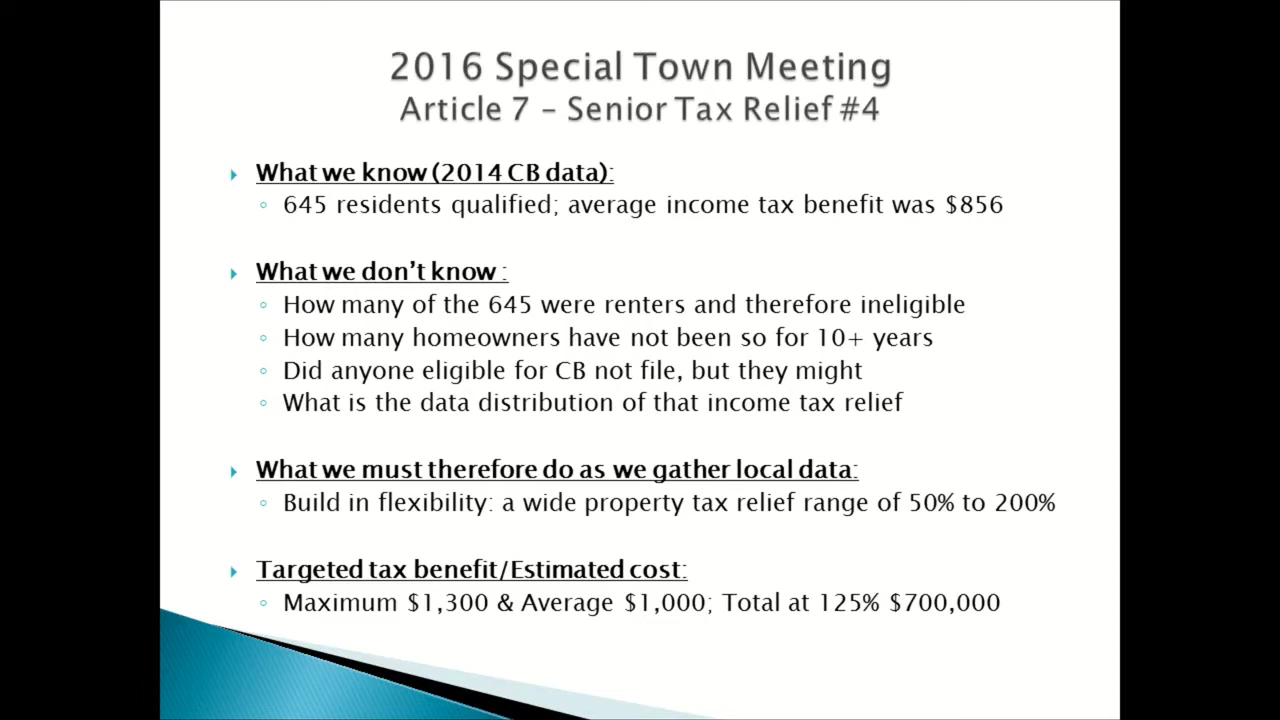 2016 Special Town Meeting
Article 7 – Senior Tax Relief #4
What we know (2014 CB data):
645 residents qualified; average income tax benefit was $856
What we don’t know :
How many of the 645 were renters and therefore ineligible
How many homeowners have not been so for 10+ years
Did anyone eligible for CB not file, but they might
What is the data distribution of that income tax relief
What we must therefore do as we gather local data:
Build in flexibility: a wide property tax relief range of 50% to 200%
Targeted tax benefit/Estimated cost:
Maximum $1,300 & Average $1,000; Total at 125% $700,000